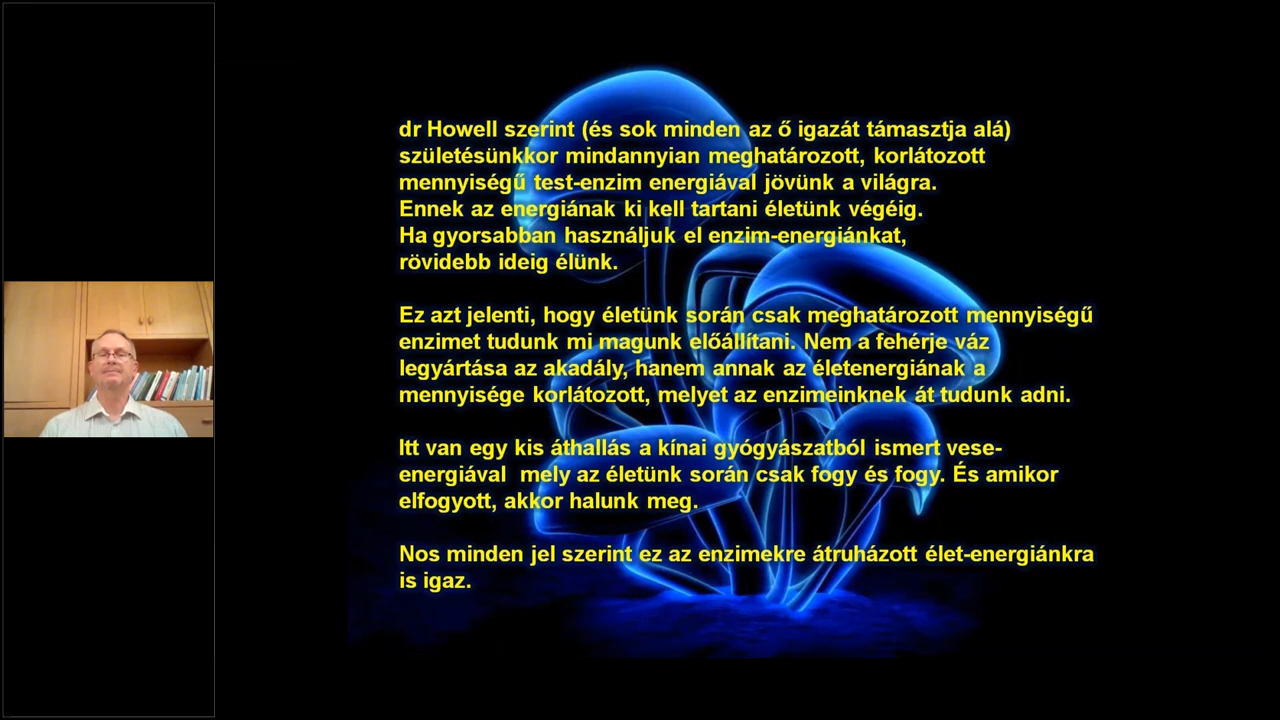 dr Howell szerint (és sok minden az ő igazát támasztja alá)
születésünkkor mindannyian meghatározott, korlátozott
mennyiségű test-enzim energiával jövünk a világra.
Ennek az energiának ki kell tartani életünk végéig.
Ha gyorsabban használjuk el enzim-energiánkat,
rövidebb ideig élünk.
Ez azt jelenti, hogy életünk során csak meghatározott mennyiségű
enzimet tudunk mi magunk előállítani. Nem a fehérje váz
legyártása az akadály, hanem annak az életenergiának a
mennyisége korlátozott, melyet az enzimeinknek át tudunk adni.
Itt van egy kis áthallás a kínai gyógyászatból ismert vese-
energiával  mely az életünk során csak fogy és fogy. És amikor
elfogyott, akkor halunk meg.
Nos minden jel szerint ez az enzimekre átruházott élet-energiánkra
is igaz.